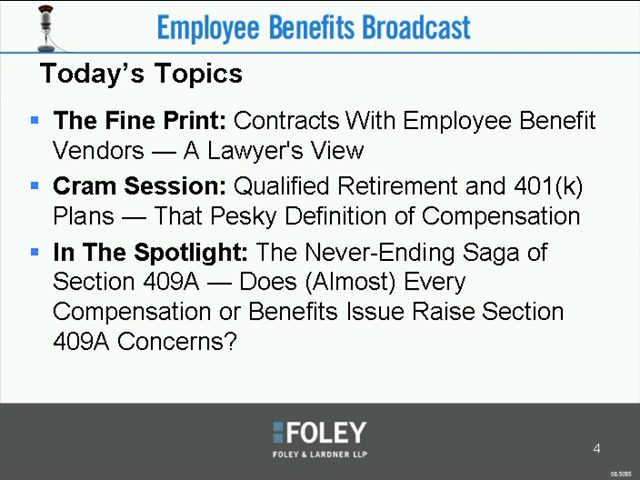 Employee Benefits Broadcast
Today's Topics
The Fine Print: Contracts With Employee Benefit
Vendors — A Lawyer's View
Cram Session: Qualified Retirement and 401(k)
Plans — That Pesky Definition of Compensation
In The Spotlight: The Never-Ending Saga of
Section 409A — Does (Almost) Every
Compensation or Benefits Issue Raise Section
409A Concerns?
FOLEY
FOLEY & LARDNER LLP
4